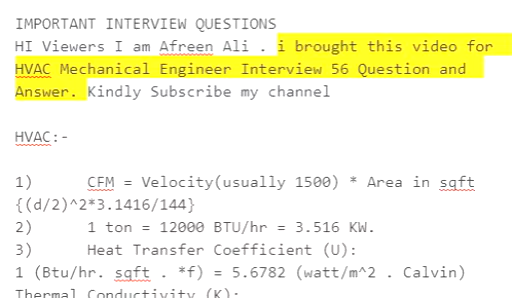 IMPORTANT INTERVIEW QUESTIONS
HI Viewers I am Afreen Ali . i brought this video for
HVAC Mechanical Engineer Interview 56 Question and
Answer. Kindly Subscribe my channel
HVAC:-
1) CFM = Velocity(usually 1500) * Area in sqft
{(d/2)^2*3.1416/144}
2) 1 ton = 12000 BTU/hr = 3.516 KW.
3) Heat Transfer Coefficient (U):
1 (Btu/hr. sqft . *f) = 5.6782 (watt/m^2 . Calvin)
Thermal Conductivity (K):